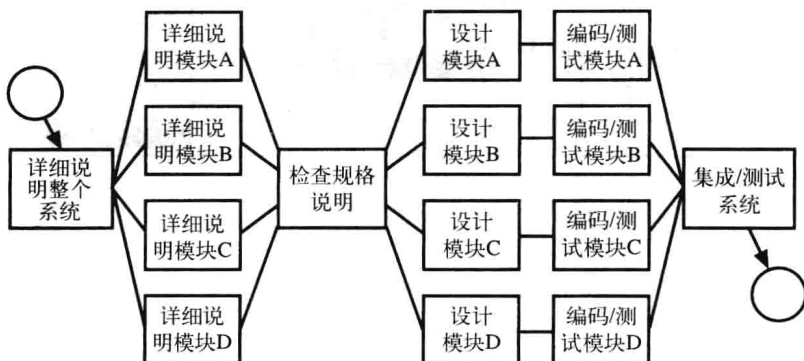 详细说
明整个
系统
详细说
明模块A
详细说
明模块B
详细说
明模块C
详细说
明模块D
检查规格
说明
设计
模块A
设计
模块B
设计
模块C
设计
模块D
编码/测
试模块A
编码/测
试模块B
编码/测
试模块C
编码/测
试模块D
集成/测试
系统